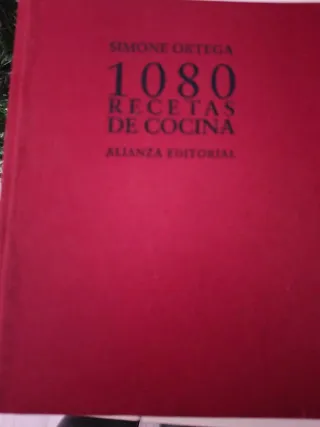 SIMONE ORTEGA
1080
RECETAS
DE COCINA
ALIANZA EDITORIAL